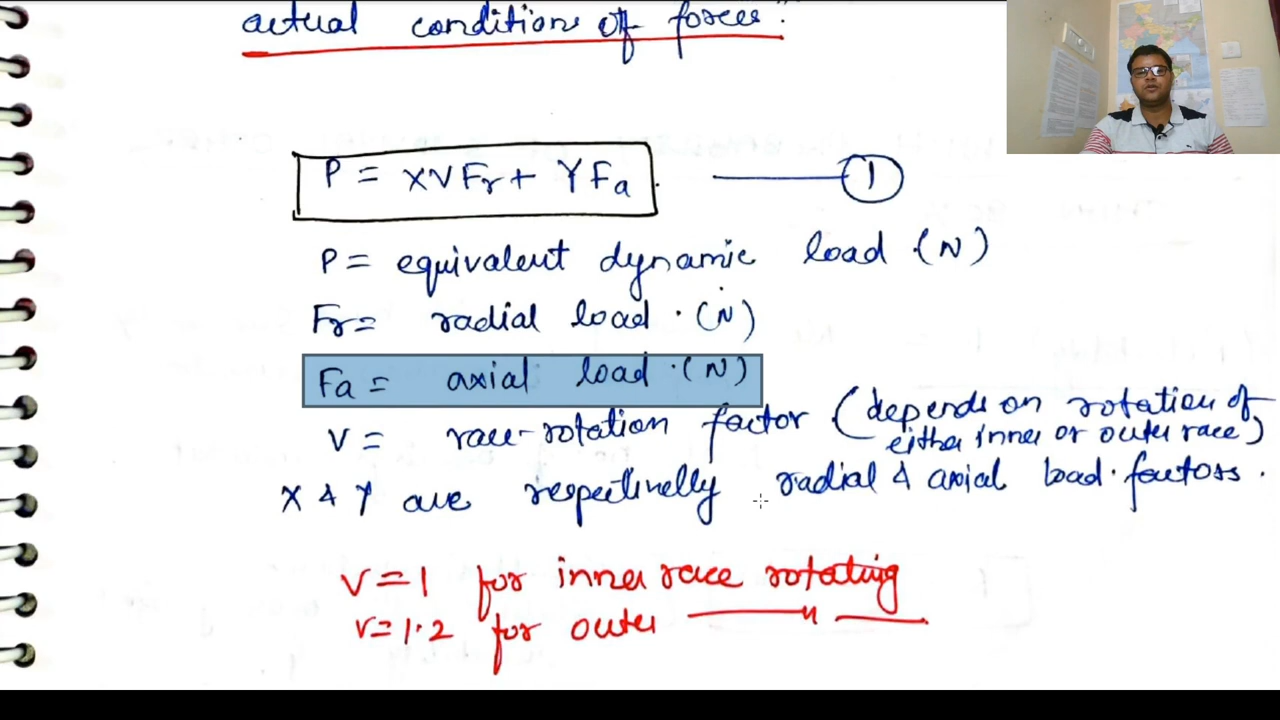 actual conditions of forces.
P = XVFr + YFa ——— 1
P = equivalent dynamic load (N)
Fr = radial load. (N)
Fa = axial load. (N)
V = race-rotation factor (depends on rotation of
either inner or outer race)
X & Y are respectivelly radial & axial load factors.
V = 1 for inner race rotating
V = 1.2 for outer ——— " ———